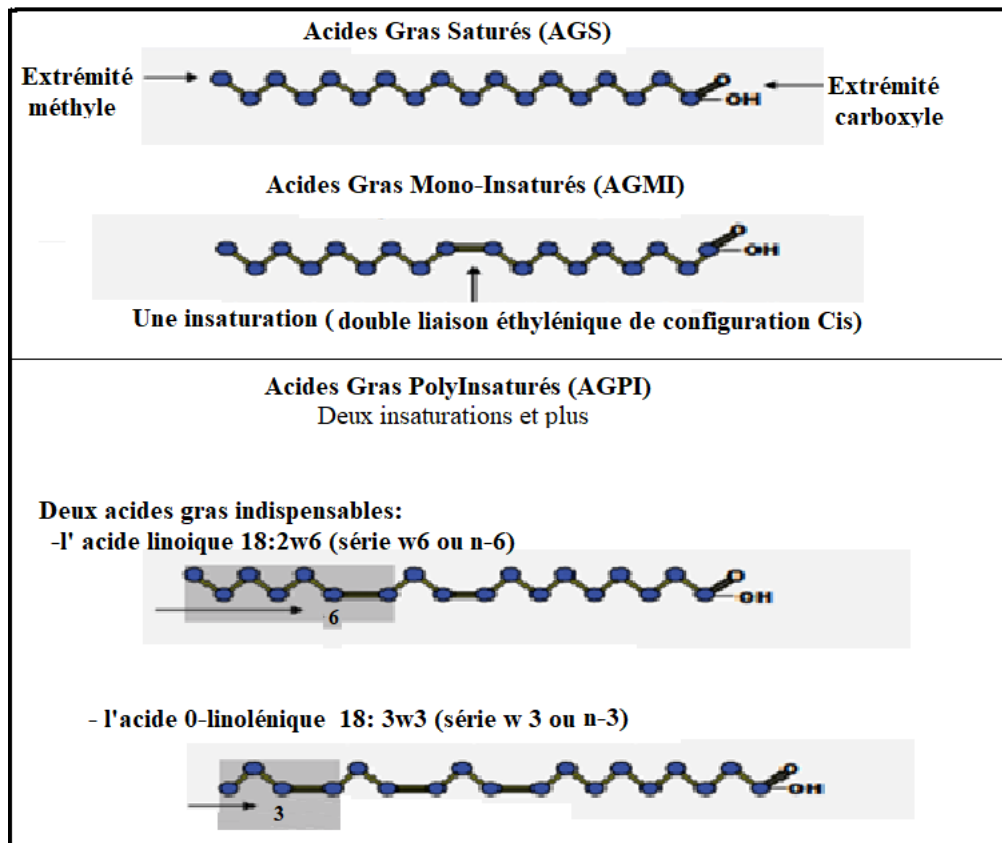 Acides Gras Saturés (AGS)
Extrémité
méthyle
O
OH
Extrémité
carboxyle
Acides Gras Mono-Insaturés (AGMI)
O
OH
Une insaturation ( double liaison éthylénique de configuration Cis)
Acides Gras PolyInsaturés (AGPI)
Deux insaturations et plus
Deux acides gras indispensables:
-l' acide linoique 18:2w6 (série w6 ou n-6)
O
OH
6
- l'acide 0-linolénique 18: 3w3 (série w 3 ou n-3)
O
OH
3